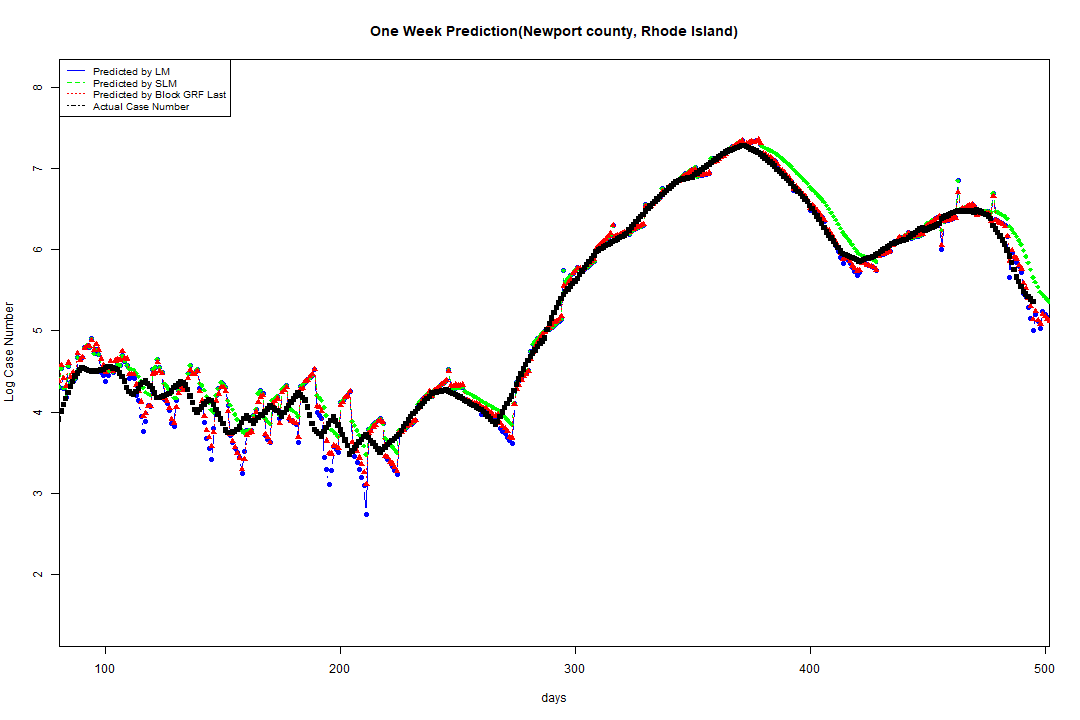 One Week Prediction(Newport county, Rhode Island)
Predicted by LM
Predicted by SLM
Predicted by Block GRF Last
Actual Case Number
8
7
6
5
4
3
2
Log Case Number
100 200 300 400 500
days